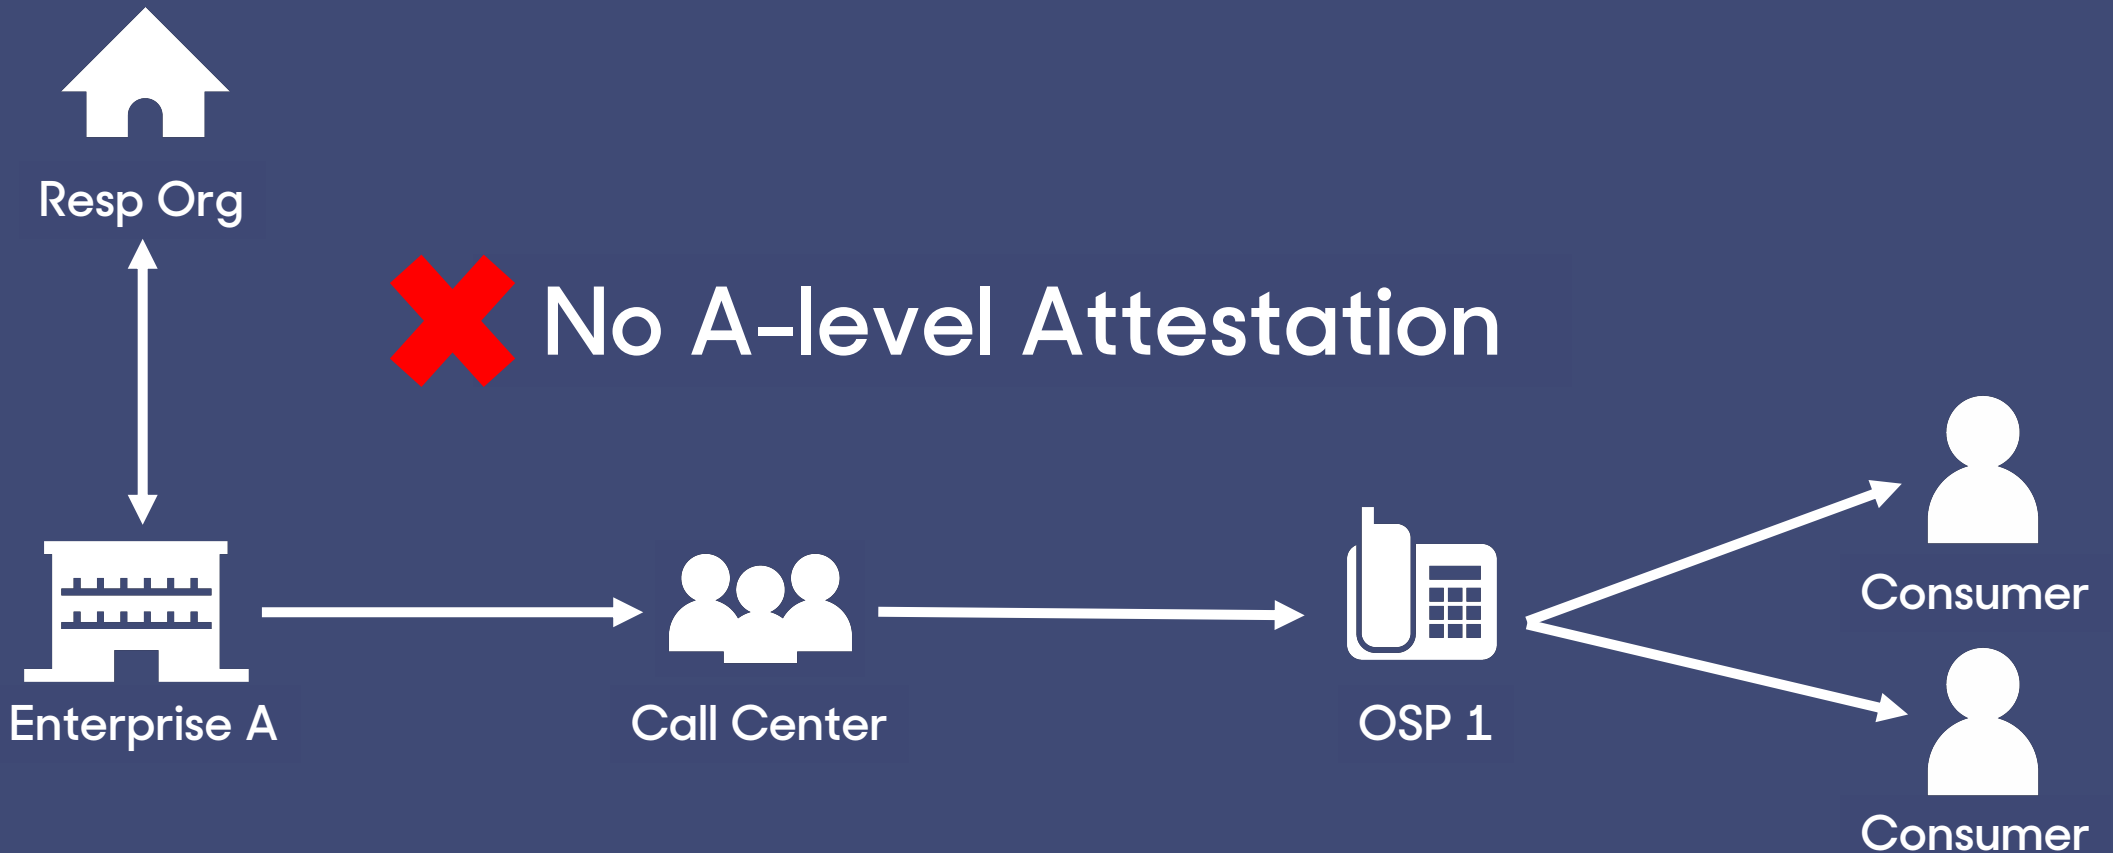 Resp Org
No A-level Attestation
Enterprise A
Call Center
OSP 1
Consumer
Consumer